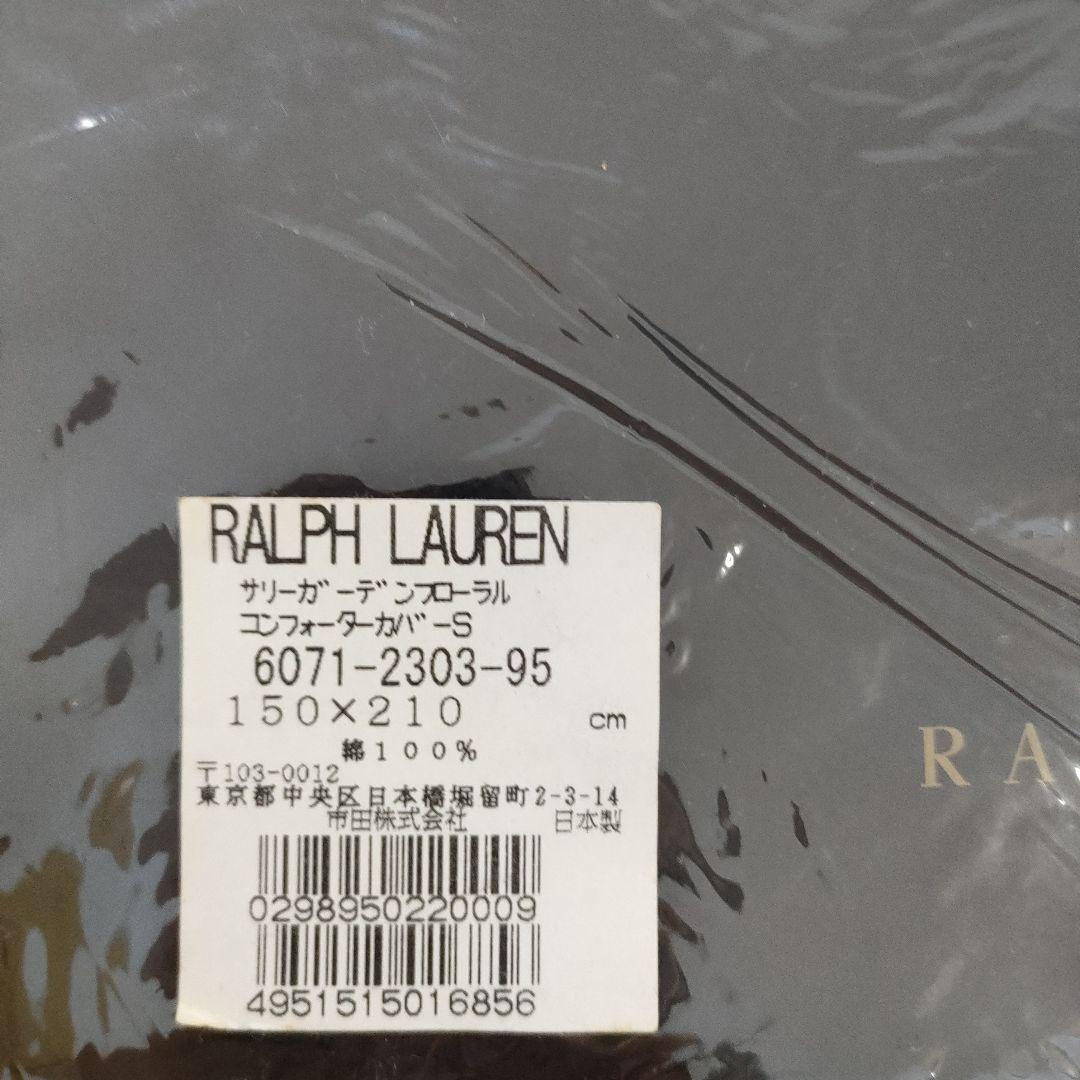 RALPH LAUREN
サリーガーデンフローラル
コンフォーターカバーS
6071-2303-95
150×210 cm
綿100%
〒103-0012
東京都中央区日本橋堀留町2-3-14
市田株式会社 日本製
0298950220009
4951515016856
RA